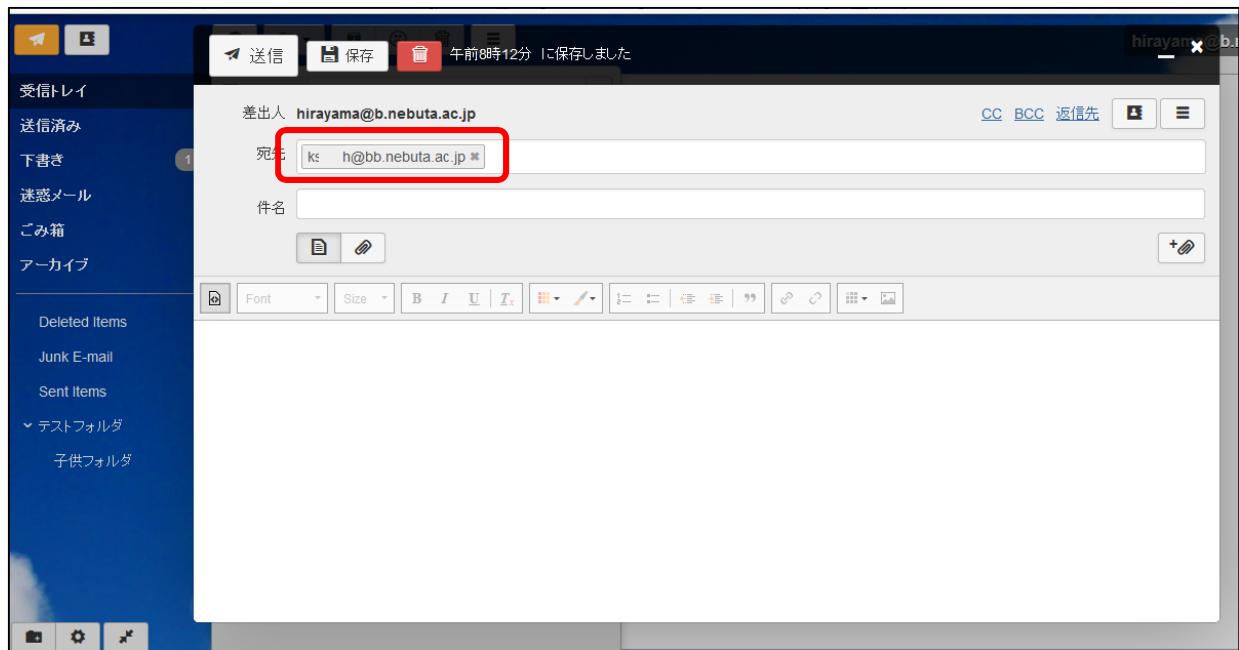 送信 保存 午前8時12分 に保存しました
受信トレイ
送信済み
下書き 1
迷惑メール
ごみ箱
アーカイブ
Deleted Items
Junk E-mail
Sent Items
テストフォルダ
子供フォルダ
差出人 hirayama@b.nebuta.ac.jp CC BCC 返信先
宛先 ks h@bb.nebuta.ac.jp
件名
Font Size B I U Tx